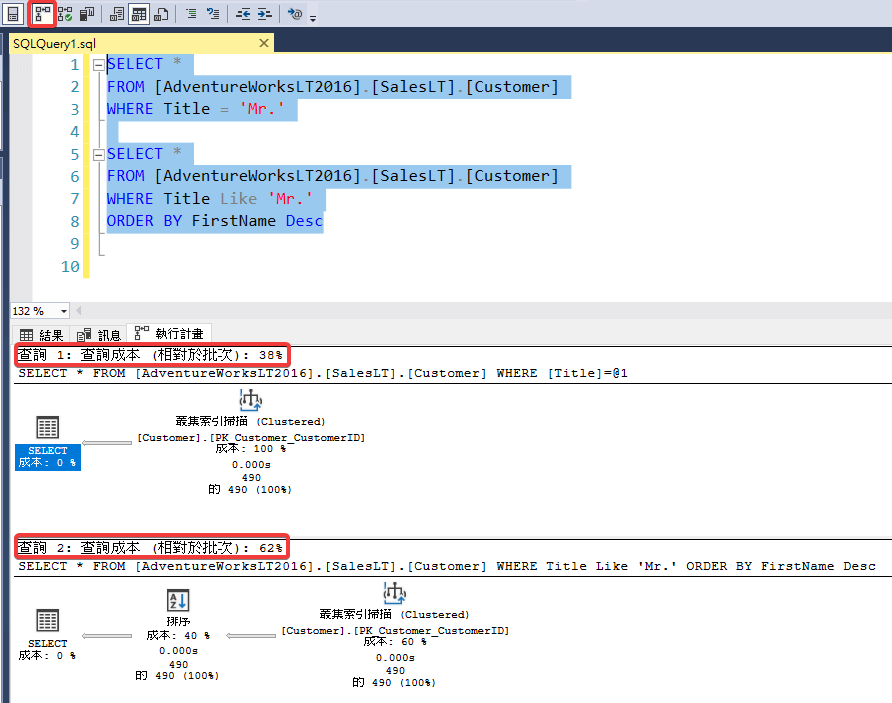 SQLQuery1.sql
1 SELECT *
2 FROM [AdventureWorksLT2016].[SalesLT].[Customer]
3 WHERE Title = 'Mr.'
4
5 SELECT *
6 FROM [AdventureWorksLT2016].[SalesLT].[Customer]
7 WHERE Title Like 'Mr.'
8 ORDER BY FirstName Desc
9
10
132 %
結果 訊息 執行計畫
查詢 1: 查詢成本 (相對於批次): 38%
SELECT * FROM [AdventureWorksLT2016].[SalesLT].[Customer] WHERE [Title]=@1
SELECT
成本: 0 %
叢集索引掃描 (Clustered)
[Customer].[PK_Customer_CustomerID]
成本: 100 %
0.000s
490
的 490 (100%)
查詢 2: 查詢成本 (相對於批次): 62%
SELECT * FROM [AdventureWorksLT2016].[SalesLT].[Customer] WHERE Title Like 'Mr.' ORDER BY FirstName Desc
SELECT
成本: 0 %
排序
成本: 40 %
0.000s
490
的 490 (100%)
叢集索引掃描 (Clustered)
[Customer].[PK_Customer_CustomerID]
成本: 60 %
0.000s
490
的 490 (100%)